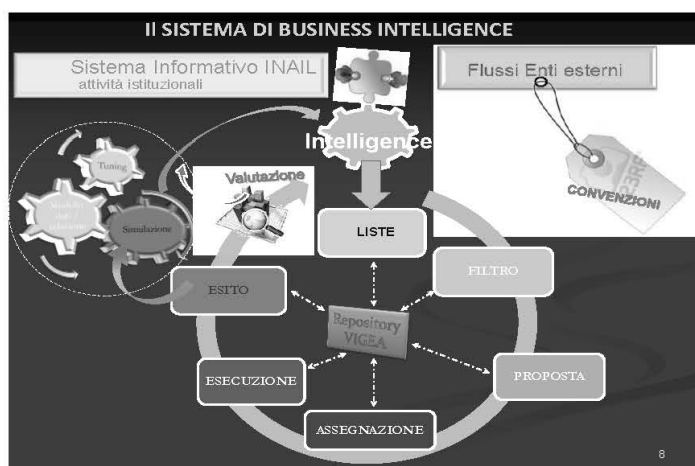 Il SISTEMA DI BUSINESS INTELLIGENCE
Sistema Informativo INAIL
attività istituzionali
Flussi Enti esterni
Intelligence
Tuning
Simulazione
Valutazione
CONVENZIONI
LISTE
FILTRO
ESITO
Repository
VIGEA
ESECUZIONE
PROPOSTA
ASSEGNAZIONE
8